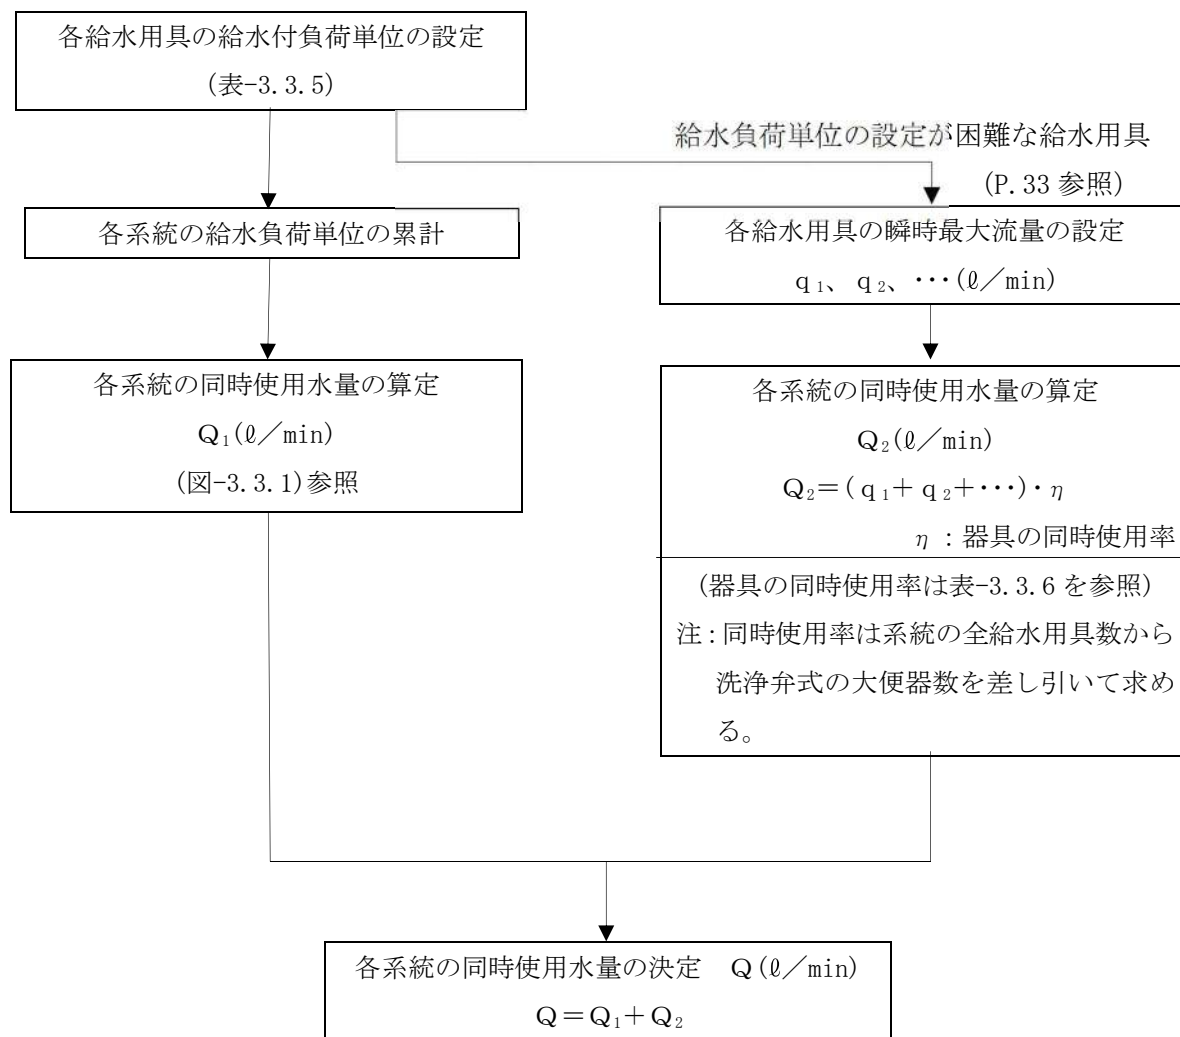 各給水用具の給水付負荷単位の設定
(表-3.3.5)
給水負荷単位の設定が困難な給水用具
(P.33 参照)
各系統の給水負荷単位の累計
各給水用具の瞬時最大流量の設定
q₁、q₂、･･･(ℓ／min)
各系統の同時使用水量の算定
Q₁(ℓ／min)
(図-3.3.1)参照
各系統の同時使用水量の算定
Q₂(ℓ／min)
Q₂＝(q₁＋q₂＋･･･)・η
η：器具の同時使用率
(器具の同時使用率は表-3.3.6 を参照)
注：同時使用率は系統の全給水用具数から
洗浄弁式の大便器数を差し引いて求め
る。
各系統の同時使用水量の決定　Q(ℓ／min)
Q＝Q₁＋Q₂